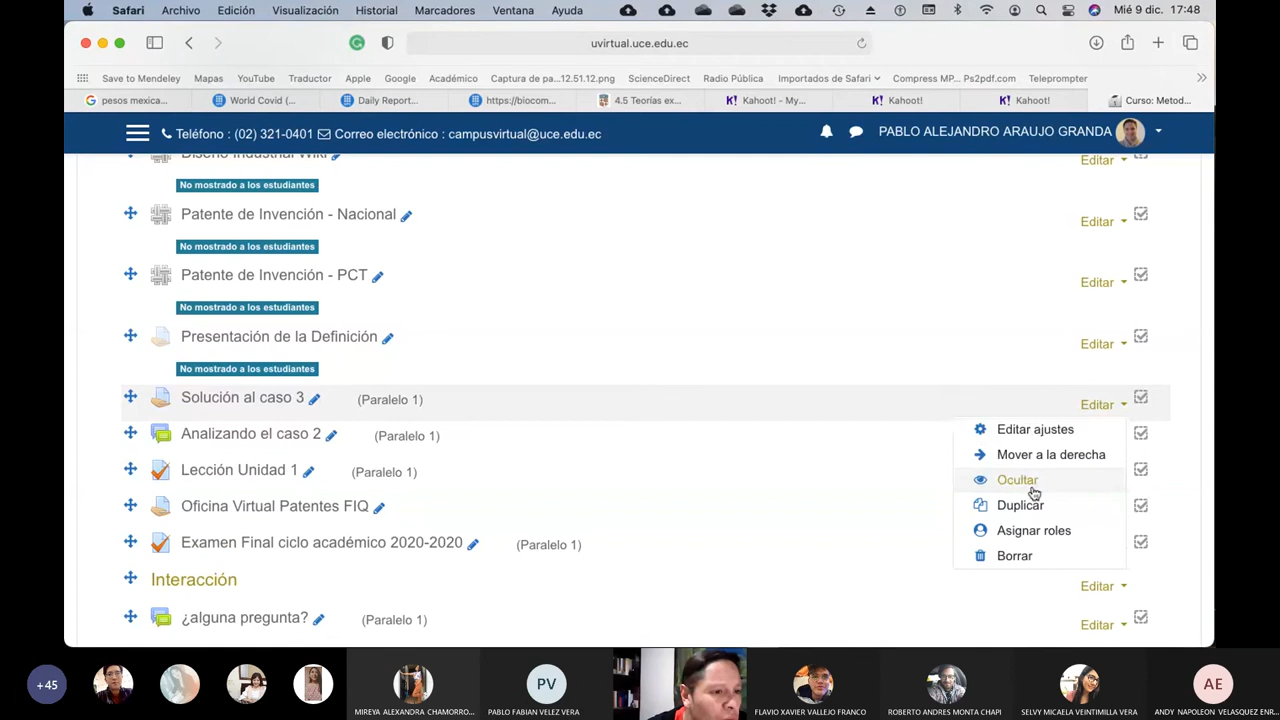 Safari Archivo Edición Visualización Historial Marcadores Ventana Ayuda Mié 9 dic. 17:48
uvirtual.uce.edu.ec
Save to Mendeley Mapas YouTube Traductor Apple Google Académico Captura de pa...12.51.12.png ScienceDirect Radio Pública Importados de Safari Compress MP... Ps2pdf.com Teleprompter
pesos mexica... World Covid (... Daily Report... https://biocom... 4.5 Teorías ex... Kahoot! - My... Kahoot! Kahoot! Curso: Metod...
Teléfono : (02) 321-0401 Correo electrónico : campusvirtual@uce.edu.ec PABLO ALEJANDRO ARAUJO GRANDA
Diseño Industrial Wiki Editar
No mostrado a los estudiantes
Patente de Invención - Nacional Editar
No mostrado a los estudiantes
Patente de Invención - PCT Editar
No mostrado a los estudiantes
Presentación de la Definición Editar
No mostrado a los estudiantes
Solución al caso 3 (Paralelo 1) Editar
Editar ajustes
Analizando el caso 2 (Paralelo 1)
Mover a la derecha
Lección Unidad 1 (Paralelo 1)
Ocultar
Oficina Virtual Patentes FIQ
Duplicar
Asignar roles
Examen Final ciclo académico 2020-2020 (Paralelo 1)
Borrar
Interacción Editar
¿alguna pregunta? (Paralelo 1) Editar
+45 PV AE
MIREYA ALEXANDRA CHAMORRO... PABLO FABIAN VELEZ VERA FLAVIO XAVIER VALLEJO FRANCO ROBERTO ANDRES MONTA CHAPI SELVY MICAELA VEINTIMILLA VERA ANDY NAPOLEON VELASQUEZ ENR...